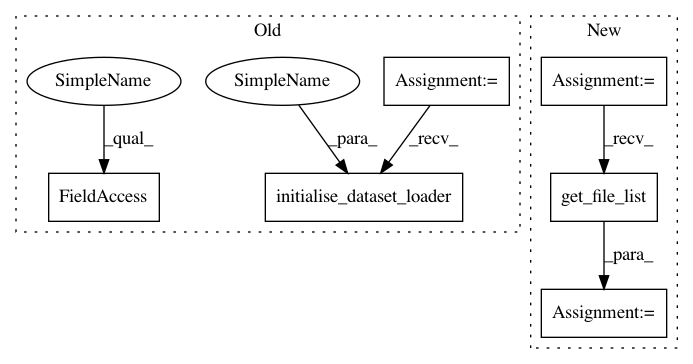 Old
New
SimpleName
SimpleName
Assignment:=
Assignment:=
_qual_
_para_
_recv_
_recv_
FieldAccess
initialise_dataset_loader
get_file_list
_para_
Assignment:=